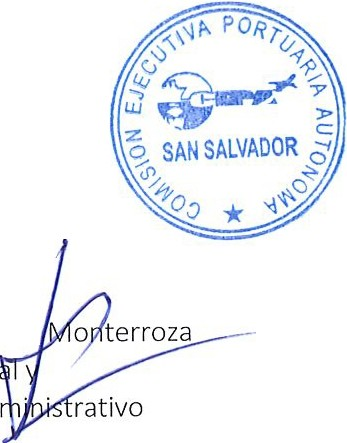 COMISION EJECUTIVA PORTUARIA AUTONOMA
SAN SALVADOR
Monterroza
al y
ministrativo